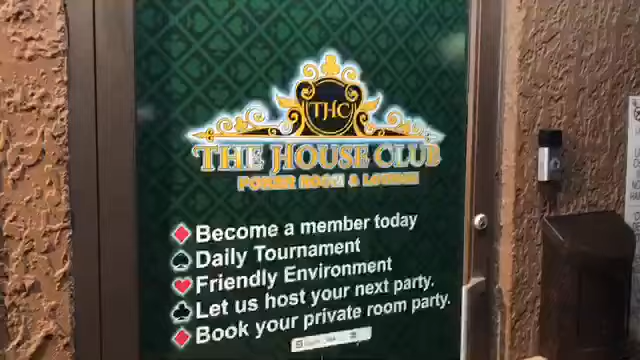 THC
THE HOUSE CLUB
POKER ROOM & LOUNGE
Become a member today
Daily Tournament
Friendly Environment
Let us host your next party.
Book your private room party.